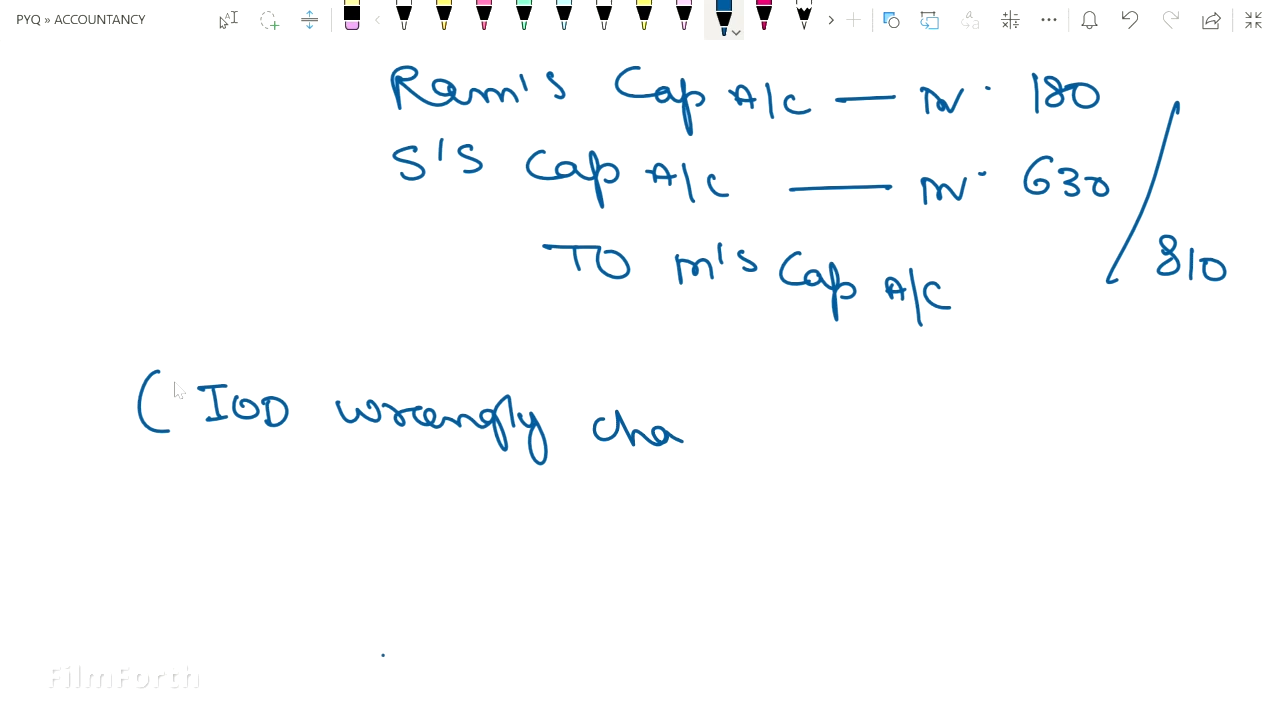 PYQ » ACCOUNTANCY
Ram's Cap A/C — Dr. 180
S'S Cap A/C — Dr. 630
TO M'S Cap A/C 810
( IOD wrongly cha
FilmForth